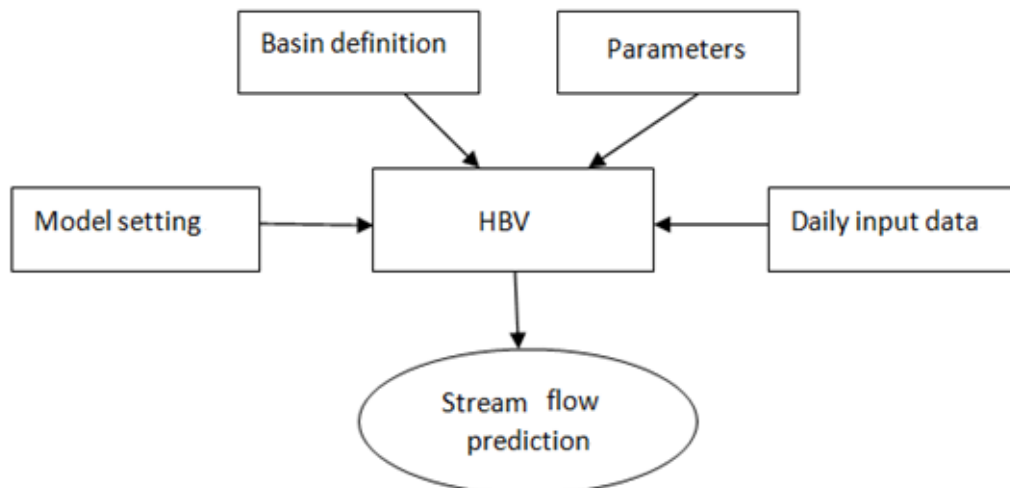 Basin definition
Parameters
Model setting
HBV
Daily input data
Stream flow
prediction